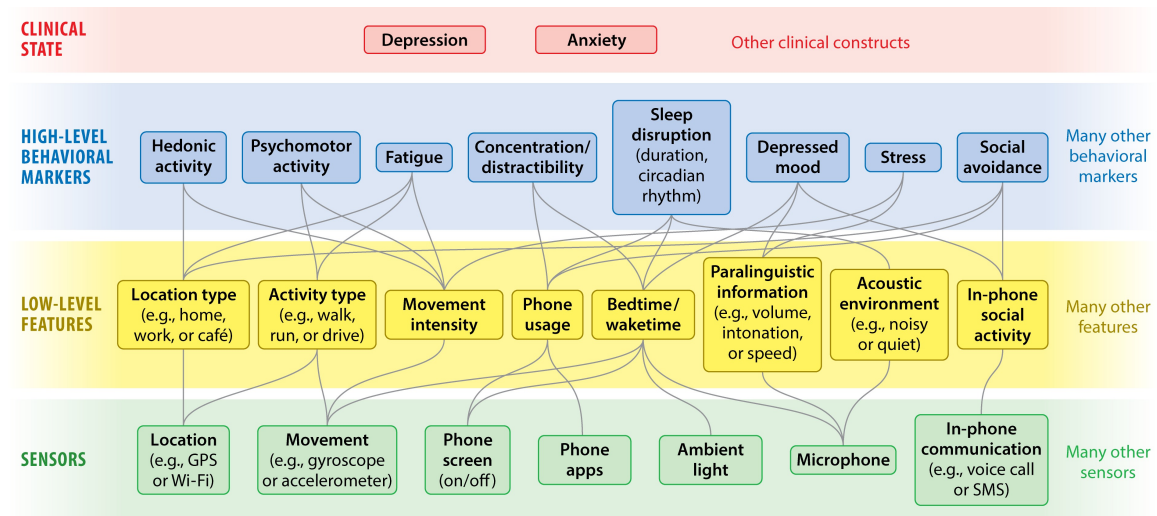 CLINICAL
STATE
Depression
Anxiety
Other clinical constructs
HIGH-LEVEL
BEHAVIORAL
MARKERS
Hedonic
activity
Psychomotor
activity
Fatigue
Concentration/
distractibility
Sleep
disruption
(duration,
circadian
rhythm)
Depressed
mood
Stress
Social
avoidance
Many other
behavioral
markers
LOW-LEVEL
FEATURES
Location type
(e.g., home,
work, or café)
Activity type
(e.g., walk,
run, or drive)
Movement
intensity
Phone
usage
Bedtime/
waketime
Paralinguistic
information
(e.g., volume,
intonation,
or speed)
Acoustic
environment
(e.g., noisy
or quiet)
In-phone
social
activity
Many other
features
SENSORS
Location
(e.g., GPS
or Wi-Fi)
Movement
(e.g., gyroscope
or accelerometer)
Phone
screen
(on/off)
Phone
apps
Ambient
light
Microphone
In-phone
communication
(e.g., voice call
or SMS)
Many other
sensors